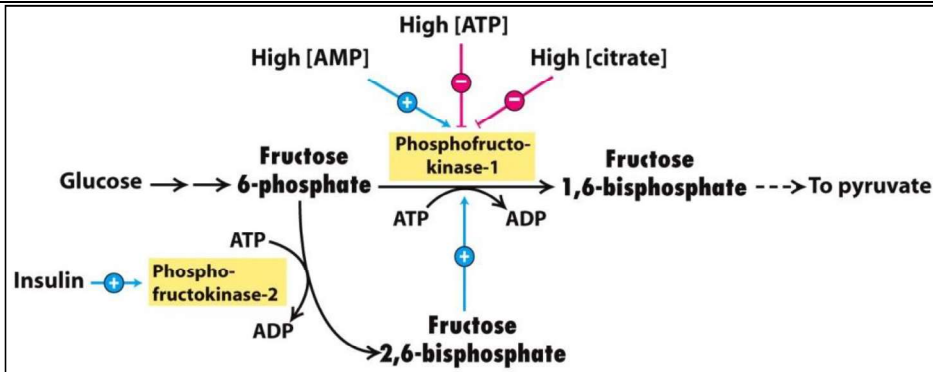 High [ATP]
High [AMP]
High [citrate]
+
−
−
Phosphofructo-
kinase-1
Glucose
Fructose
6-phosphate
Fructose
1,6-bisphosphate
To pyruvate
ATP
ADP
ATP
+
Insulin
+
Phospho-
fructokinase-2
ADP
Fructose
2,6-bisphosphate